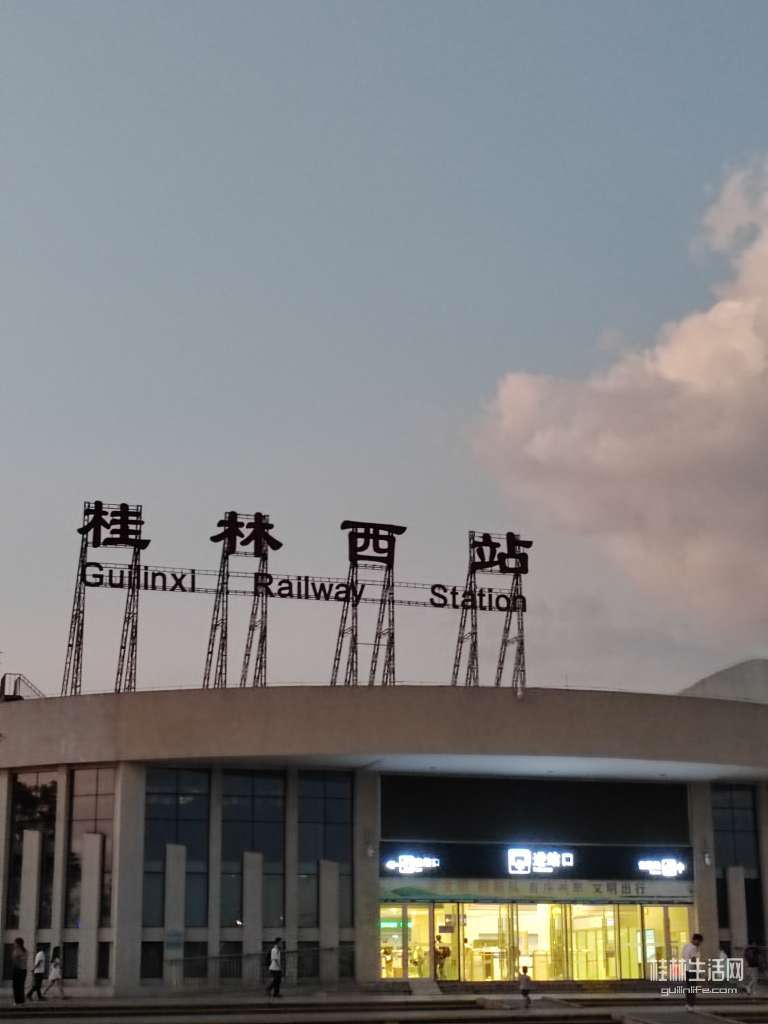 桂林西站
Guilinxi Railway Station
进站口
文明出行
桂林生活网
guilinlife.com